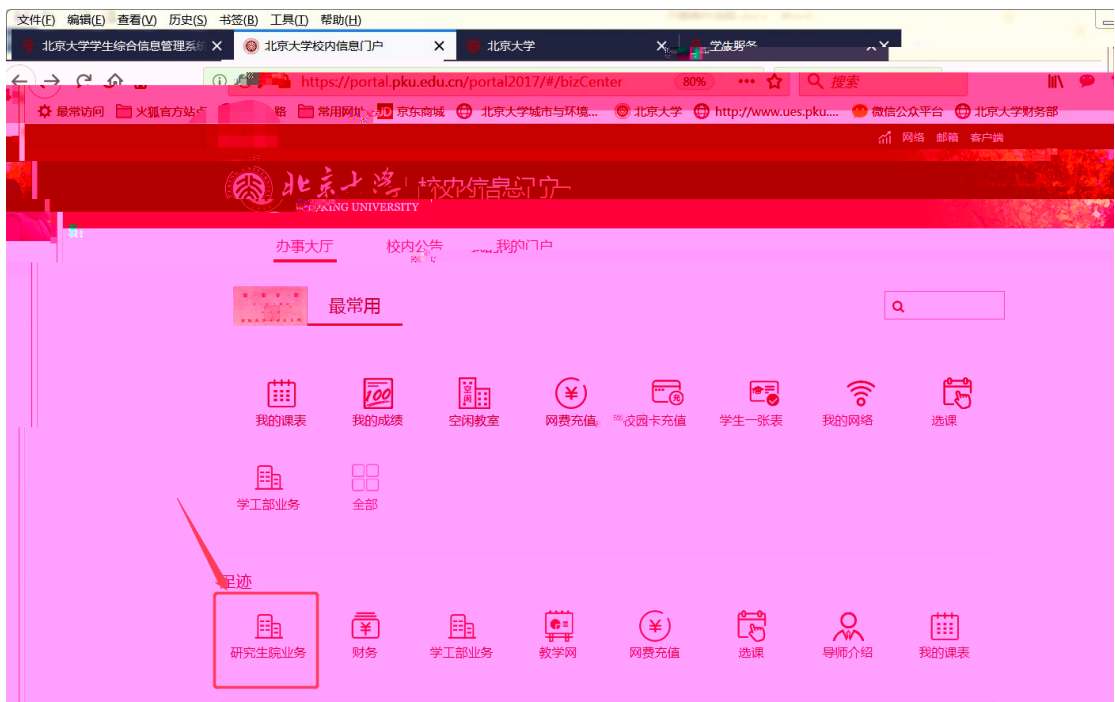 文件(F) 编辑(E) 查看(V) 历史(S) 书签(B) 工具(T) 帮助(H)
北京大学学生综合信息管理系 北京大学校内信息门户 北京大学
https://portal.pku.edu.cn/portal2017/#/bizCenter 80% 搜索
最常访问 火狐官方站点 常用网址 JD 京东商城 北京大学城市与环境... 北京大学 http://www.ues.pku.... 微信公众平台 北京大学财务部
网络 邮箱 客户端
北京大学 校内信息门户
KING UNIVERSITY
办事大厅 校内公告 我的门户
最常用
100 空闲
我的课表 我的成绩 空闲教室 网费充值 校园卡充值 学生一张表 我的网络 选课
学工部业务 全部
足迹
研究生院业务 财务 学工部业务 教学网 网费充值 选课 导师介绍 我的课表